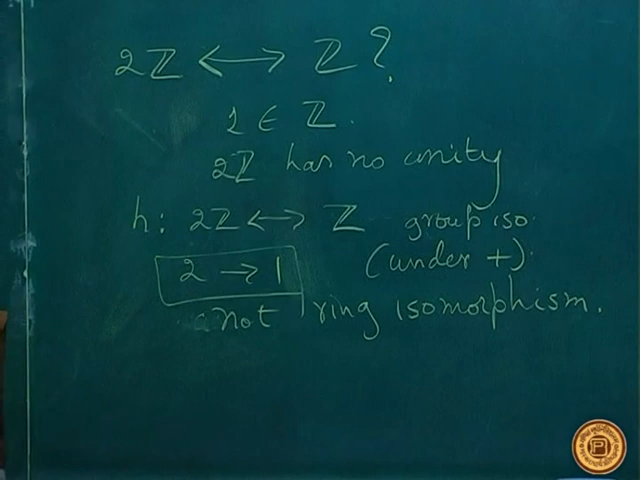 2ℤ ↔ ℤ ?
1 ∈ ℤ.
2ℤ has no unity
h: 2ℤ ↔ ℤ group iso.
2 → 1 (under +).
not ring isomorphism.